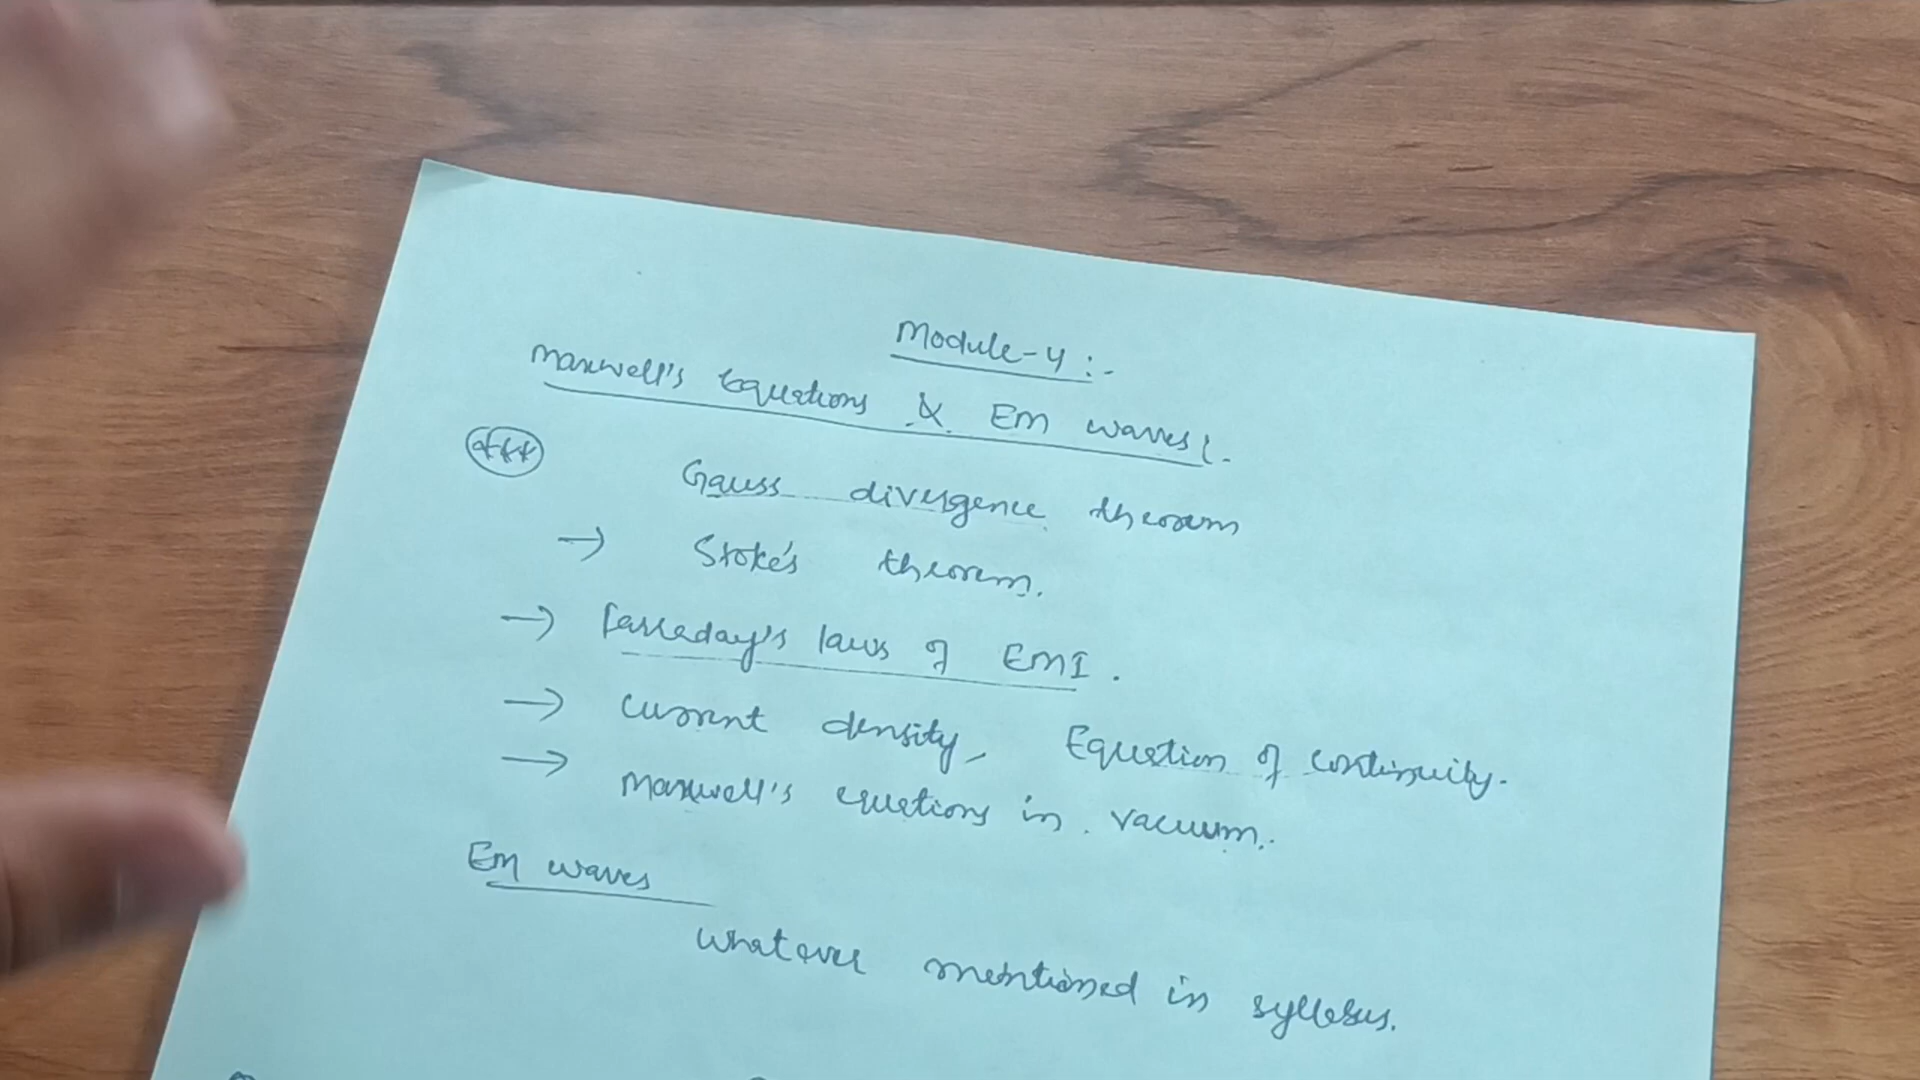 Module-4 :-
Maxwell's Equations & EM waves:-
*** Gauss divergence theorem
→ Stoke's theorem.
→ Farreday's laws of EMI.
→ current density, Equation of continuity.
→ Maxwell's equations in vacuum.
EM waves
whatever mentioned in syllabus.